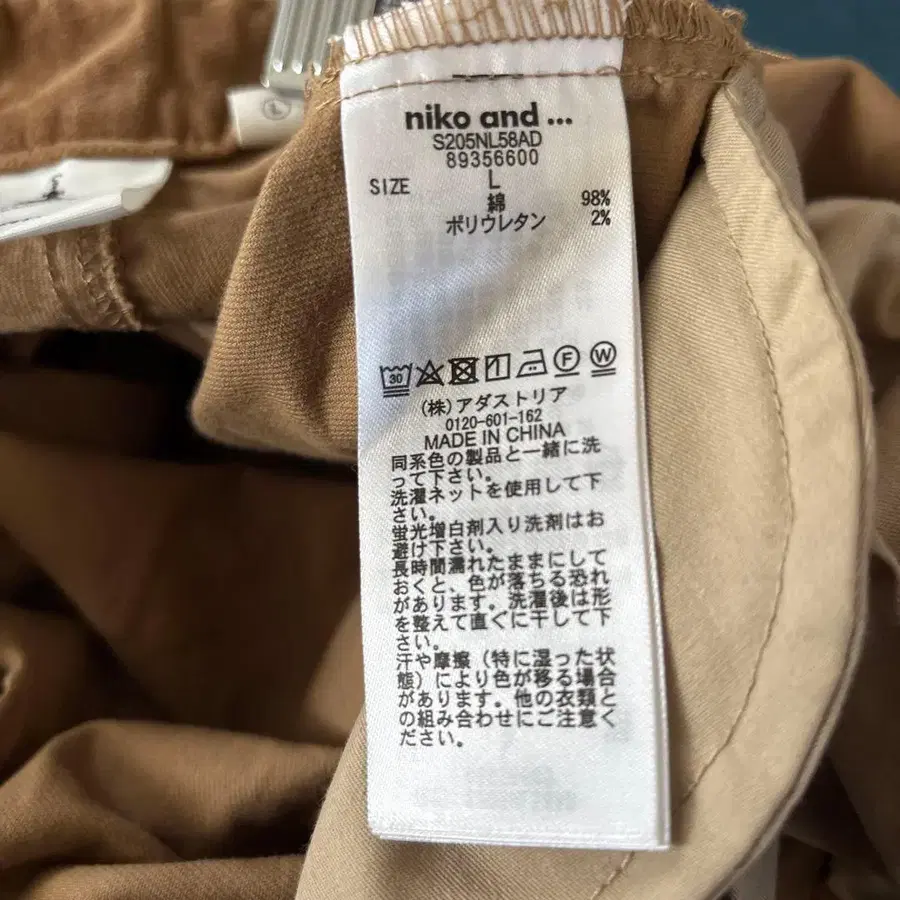 niko and ...
S205NL58AD
89356600
SIZE L
綿 98%
ポリウレタン 2%
30 F W
(株)アダストリア
0120-601-162
MADE IN CHINA
同系色の製品と一緒に洗
って下さい。
洗濯ネットを使用して下
さい。
蛍光増白剤入り洗剤はお
避け下さい。
長時間濡れたままにして
おくと、色が落ちる恐れ
があります。洗濯後は形
を整えて直ぐに干して下
さい。
汗や摩擦（特に湿った状
態）により色が移る場合
があります。他の衣類と
の組み合わせにご注意く
ださい。